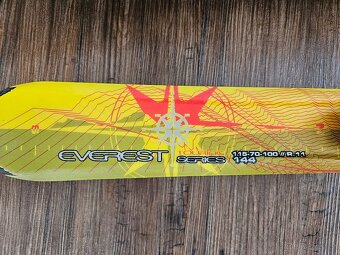 EVEREST
SERIES
115-70-100 // R.11
144